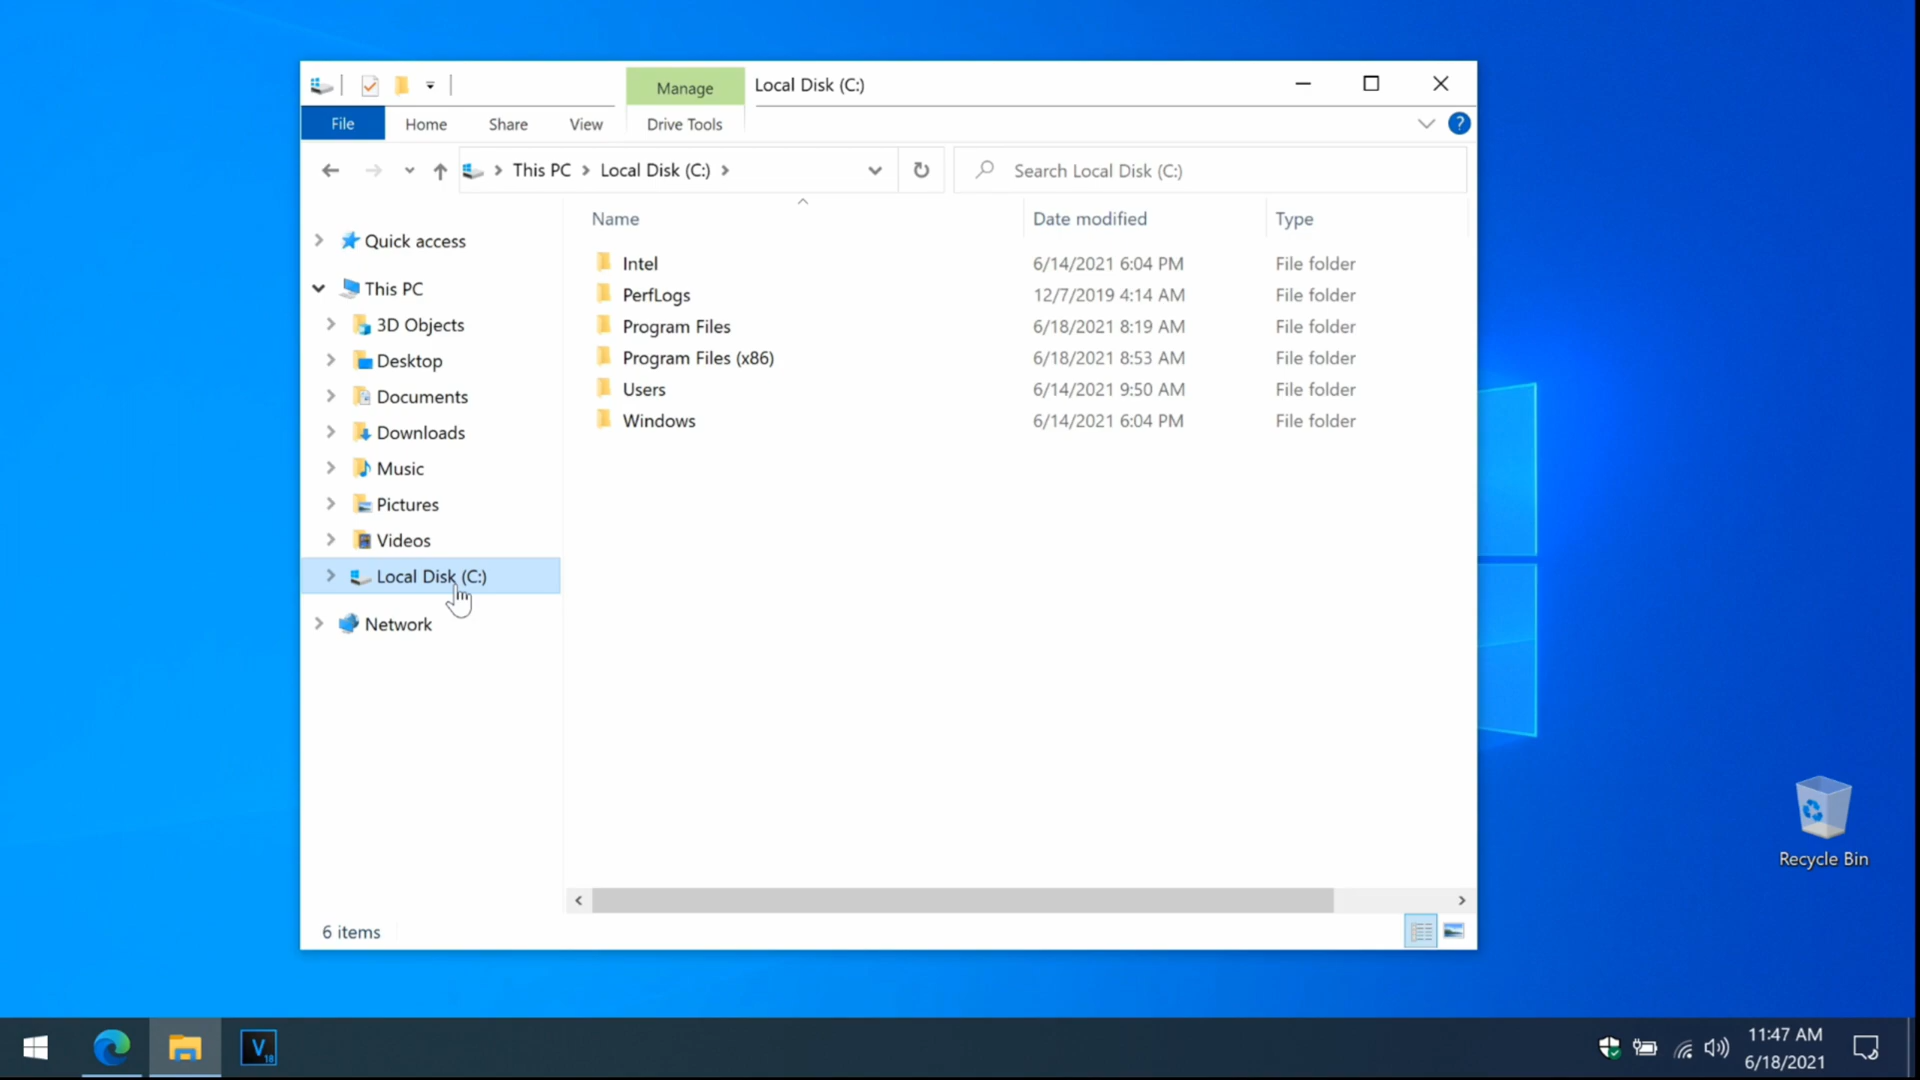 Manage
Local Disk (C:)
File
Home
Share
View
Drive Tools
?
This PC
Local Disk (C:)
Search Local Disk (C:)
Name
Date modified
Type
Quick access
This PC
3D Objects
Desktop
Documents
Downloads
Music
Pictures
Videos
Local Disk (C:)
Network
Intel
6/14/2021 6:04 PM
File folder
PerfLogs
12/7/2019 4:14 AM
File folder
Program Files
6/18/2021 8:19 AM
File folder
Program Files (x86)
6/18/2021 8:53 AM
File folder
Users
6/14/2021 9:50 AM
File folder
Windows
6/14/2021 6:04 PM
File folder
6 items
Recycle Bin
V
18
11:47 AM
6/18/2021